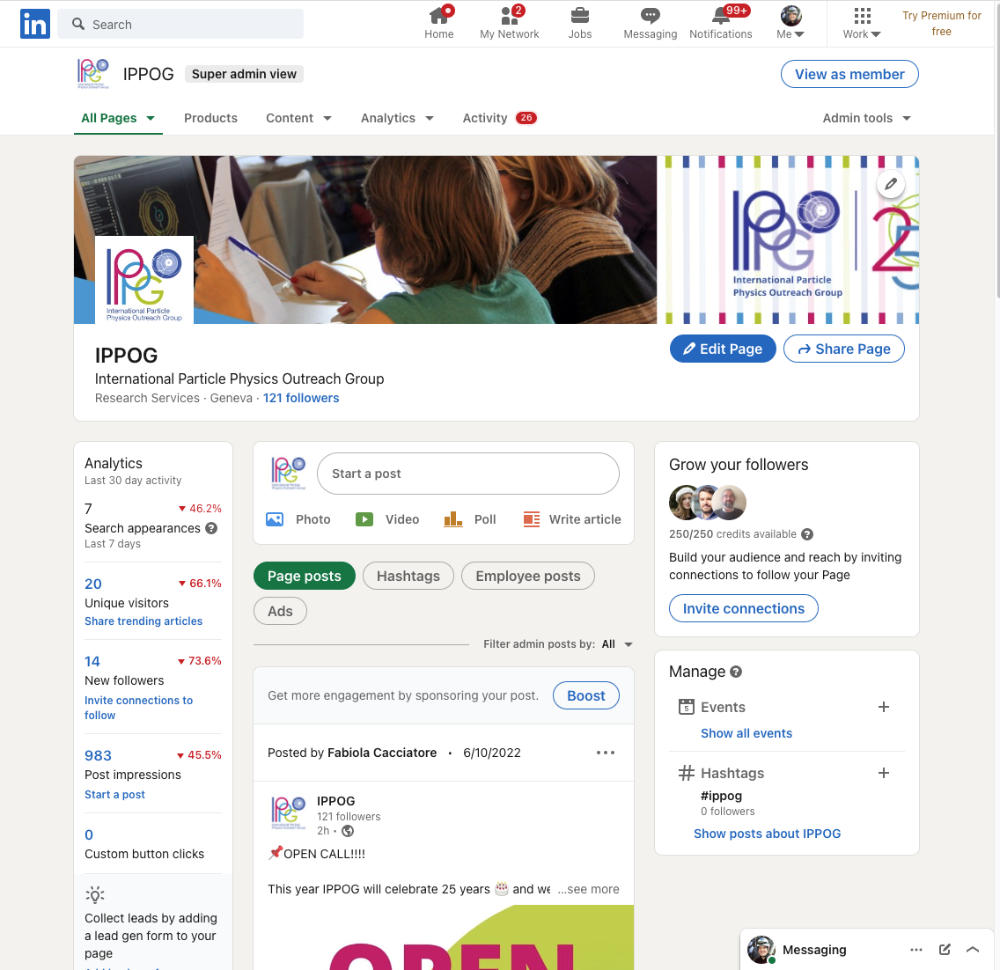 in
Search
Home
2
My Network
Jobs
Messaging
99+
Notifications
Me
Work
Try Premium for
free
IPPOG
Super admin view
View as member
All Pages
Products
Content
Analytics
Activity
26
Admin tools
IPPOG
International Particle
Physics Outreach Group
IPPOG
International Particle
Physics Outreach Group
25
IPPOG
International Particle Physics Outreach Group
Research Services · Geneva · 121 followers
Edit Page
Share Page
Analytics
Last 30 day activity
7
46.2%
Search appearances
Last 7 days
20
66.1%
Unique visitors
Share trending articles
14
73.6%
New followers
Invite connections to
follow
983
45.5%
Post impressions
Start a post
0
Custom button clicks
Collect leads by adding
a lead gen form to your
page
Start a post
Photo
Video
Poll
Write article
Page posts
Hashtags
Employee posts
Ads
Filter admin posts by: All
Get more engagement by sponsoring your post.
Boost
Posted by Fabiola Cacciatore • 6/10/2022
IPPOG
121 followers
2h •
📌OPEN CALL!!!!
This year IPPOG will celebrate 25 years 🎂 and we ...see more
OPEN
Grow your followers
250/250 credits available
Build your audience and reach by inviting
connections to follow your Page
Invite connections
Manage
5
Events
Show all events
Hashtags
#ippog
0 followers
Show posts about IPPOG
Messaging